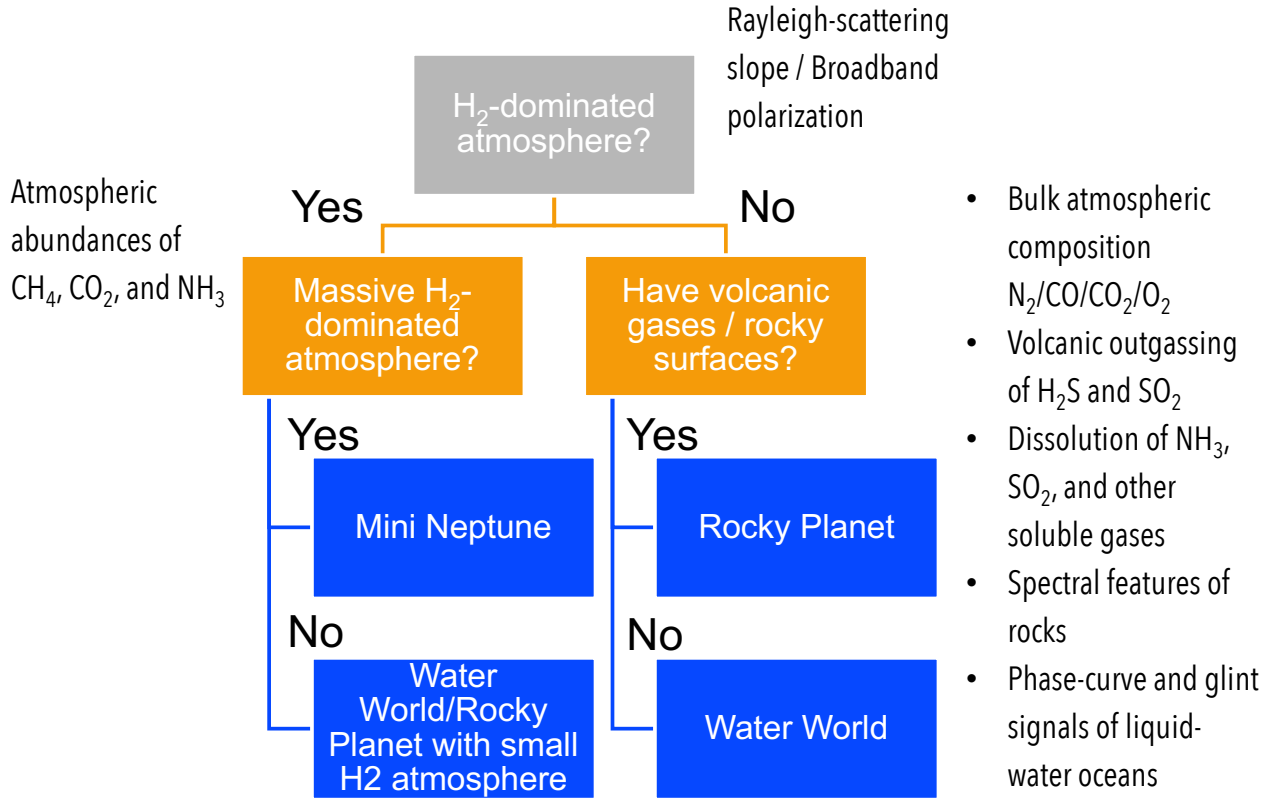 Rayleigh-scattering
slope / Broadband
polarization
H₂-dominated
atmosphere?
Atmospheric
abundances of
CH₄, CO₂, and NH₃
Yes
No
Massive H₂-
dominated
atmosphere?
Have volcanic
gases / rocky
surfaces?
Yes
Mini Neptune
No
Water
World/Rocky
Planet with small
H2 atmosphere
Yes
Rocky Planet
No
Water World
• Bulk atmospheric
composition
N₂/CO/CO₂/O₂
• Volcanic outgassing
of H₂S and SO₂
• Dissolution of NH₃,
SO₂, and other
soluble gases
• Spectral features of
rocks
• Phase-curve and glint
signals of liquid-
water oceans